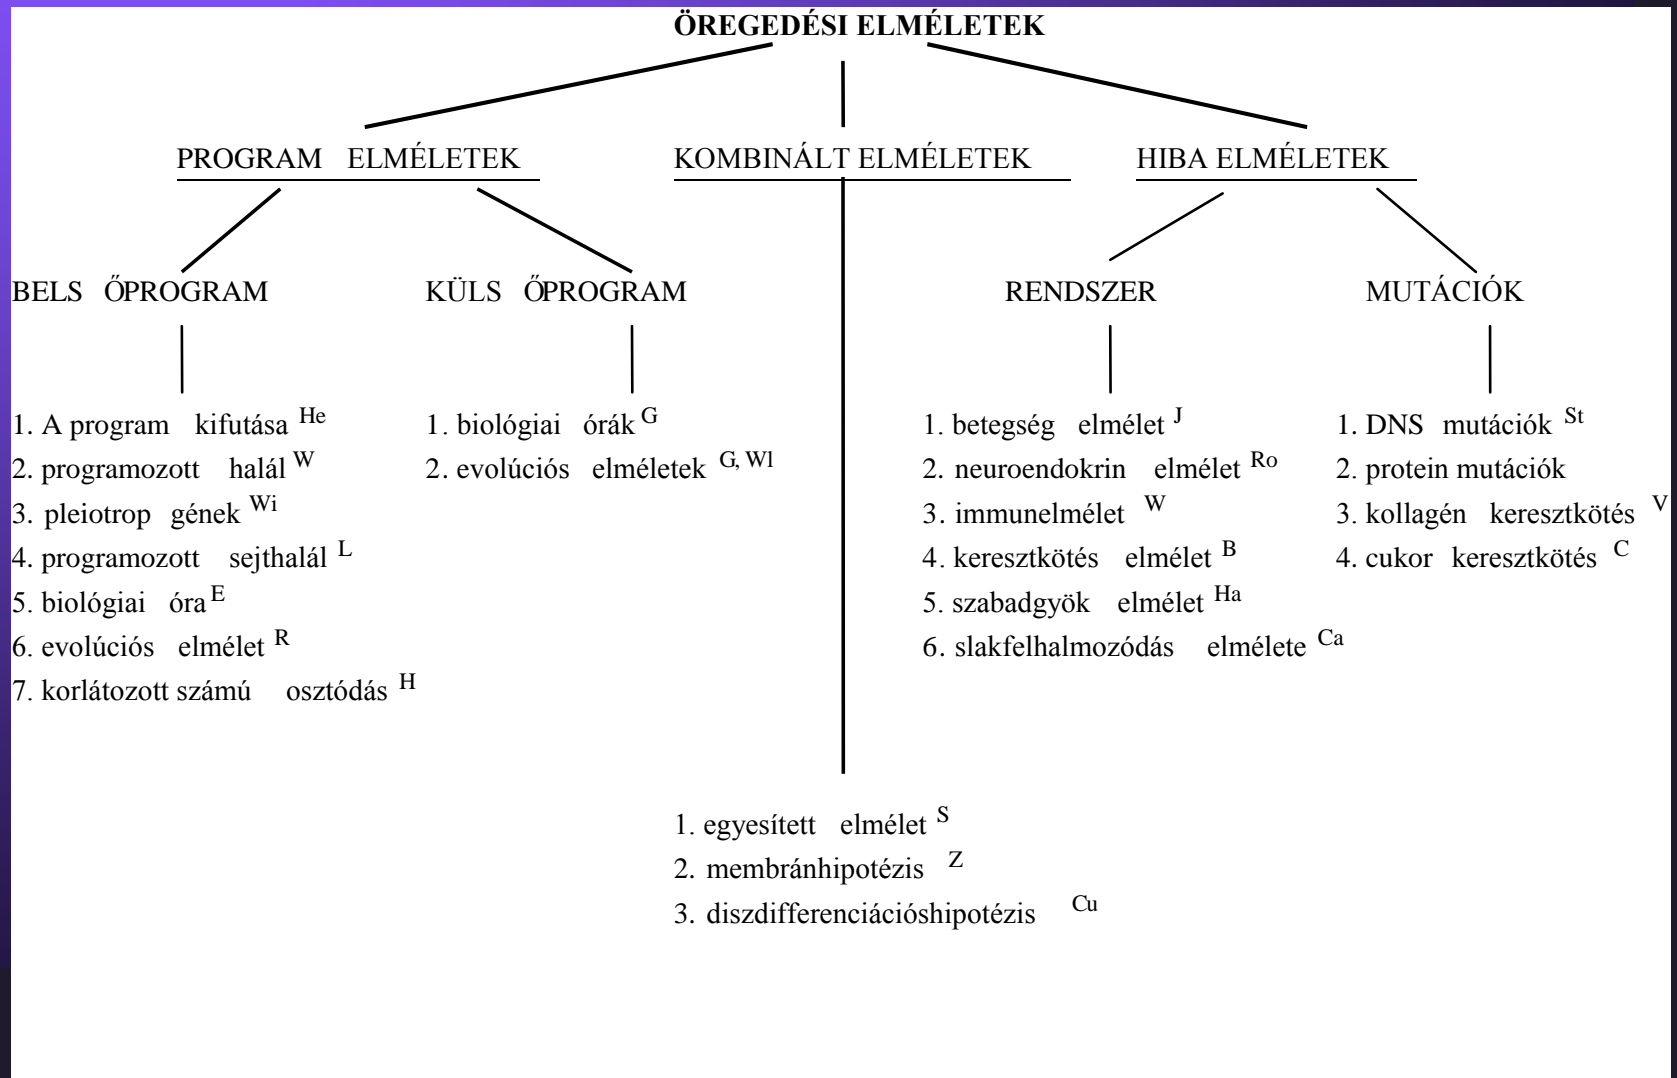 ÖREGEDÉSI ELMÉLETEK
PROGRAM ELMÉLETEK
KOMBINÁLT ELMÉLETEK
HIBA ELMÉLETEK
BELS ŐPROGRAM
KÜLS ŐPROGRAM
RENDSZER
MUTÁCIÓK
1. A program kifutása He
2. programozott halál W
3. pleiotrop gének Wi
4. programozott sejthalál L
5. biológiai óra E
6. evolúciós elmélet R
7. korlátozott számú osztódás H
1. biológiai órák G
2. evolúciós elméletek G, Wl
1. betegség elmélet J
2. neuroendokrin elmélet Ro
3. immunelmélet W
4. keresztkötés elmélet B
5. szabadgyök elmélet Ha
6. slakfelhalmozódás elmélete Ca
1. DNS mutációk St
2. protein mutációk
3. kollagén keresztkötés V
4. cukor keresztkötés C
1. egyesített elmélet S
2. membránhipotézis Z
3. diszdifferenciációshipotézis Cu